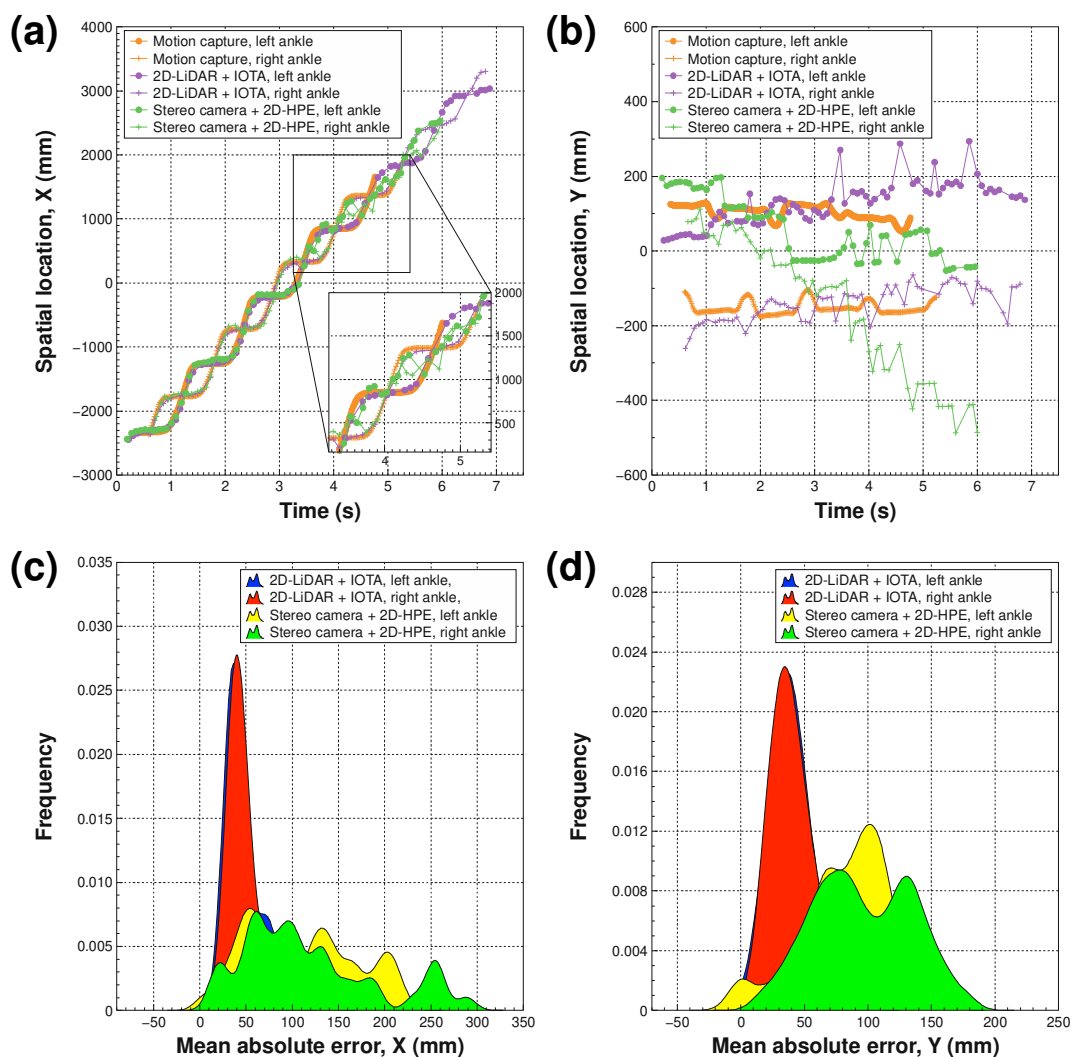 (a)
4000
3000
2000
1000
0
−1000
−2000
−3000
Spatial location, X (mm)
Motion capture, left ankle
Motion capture, right ankle
2D-LiDAR + IOTA, left ankle
2D-LiDAR + IOTA, right ankle
Stereo camera + 2D-HPE, left ankle
Stereo camera + 2D-HPE, right ankle
2000
1500
1000
500
4 5
0 1 2 3 4 5 6 7
Time (s)
(b)
600
400
200
0
−200
−400
−600
Spatial location, Y (mm)
Motion capture, left ankle
Motion capture, right ankle
2D-LiDAR + IOTA, left ankle
2D-LiDAR + IOTA, right ankle
Stereo camera + 2D-HPE, left ankle
Stereo camera + 2D-HPE, right ankle
0 1 2 3 4 5 6 7
Time (s)
(c)
0.035
0.030
0.025
0.020
0.015
0.010
0.005
0
Frequency
2D-LiDAR + IOTA, left ankle,
2D-LiDAR + IOTA, right ankle,
Stereo camera + 2D-HPE, left ankle
Stereo camera + 2D-HPE, right ankle
−50 0 50 100 150 200 250 300 350
Mean absolute error, X (mm)
(d)
0.028
0.024
0.020
0.016
0.012
0.008
0.004
0
Frequency
2D-LiDAR + IOTA, left ankle
2D-LiDAR + IOTA, right ankle
Stereo camera + 2D-HPE, left ankle
Stereo camera + 2D-HPE, right ankle
−50 0 50 100 150 200 250
Mean absolute error, Y (mm)